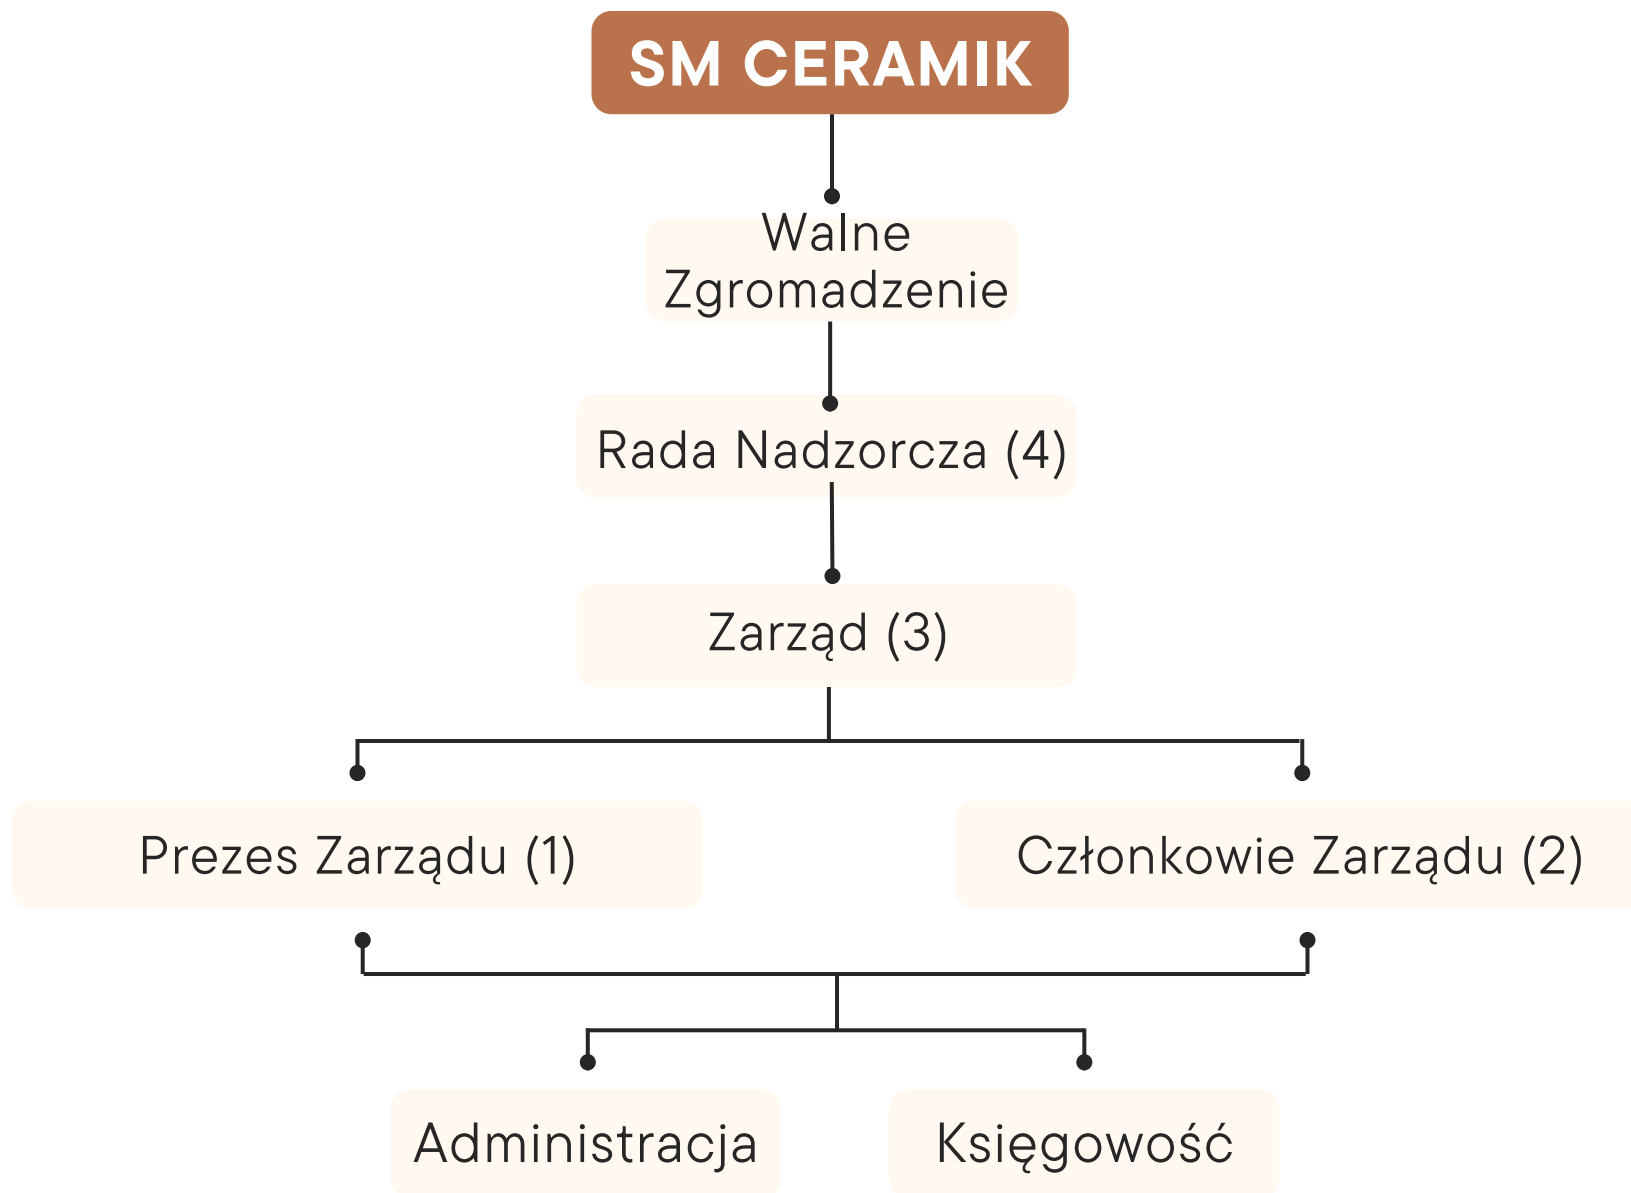 SM CERAMIK
Walne
Zgromadzenie
Rada Nadzorcza (4)
Zarząd (3)
Prezes Zarządu (1)
Członkowie Zarządu (2)
Administracja
Księgowość